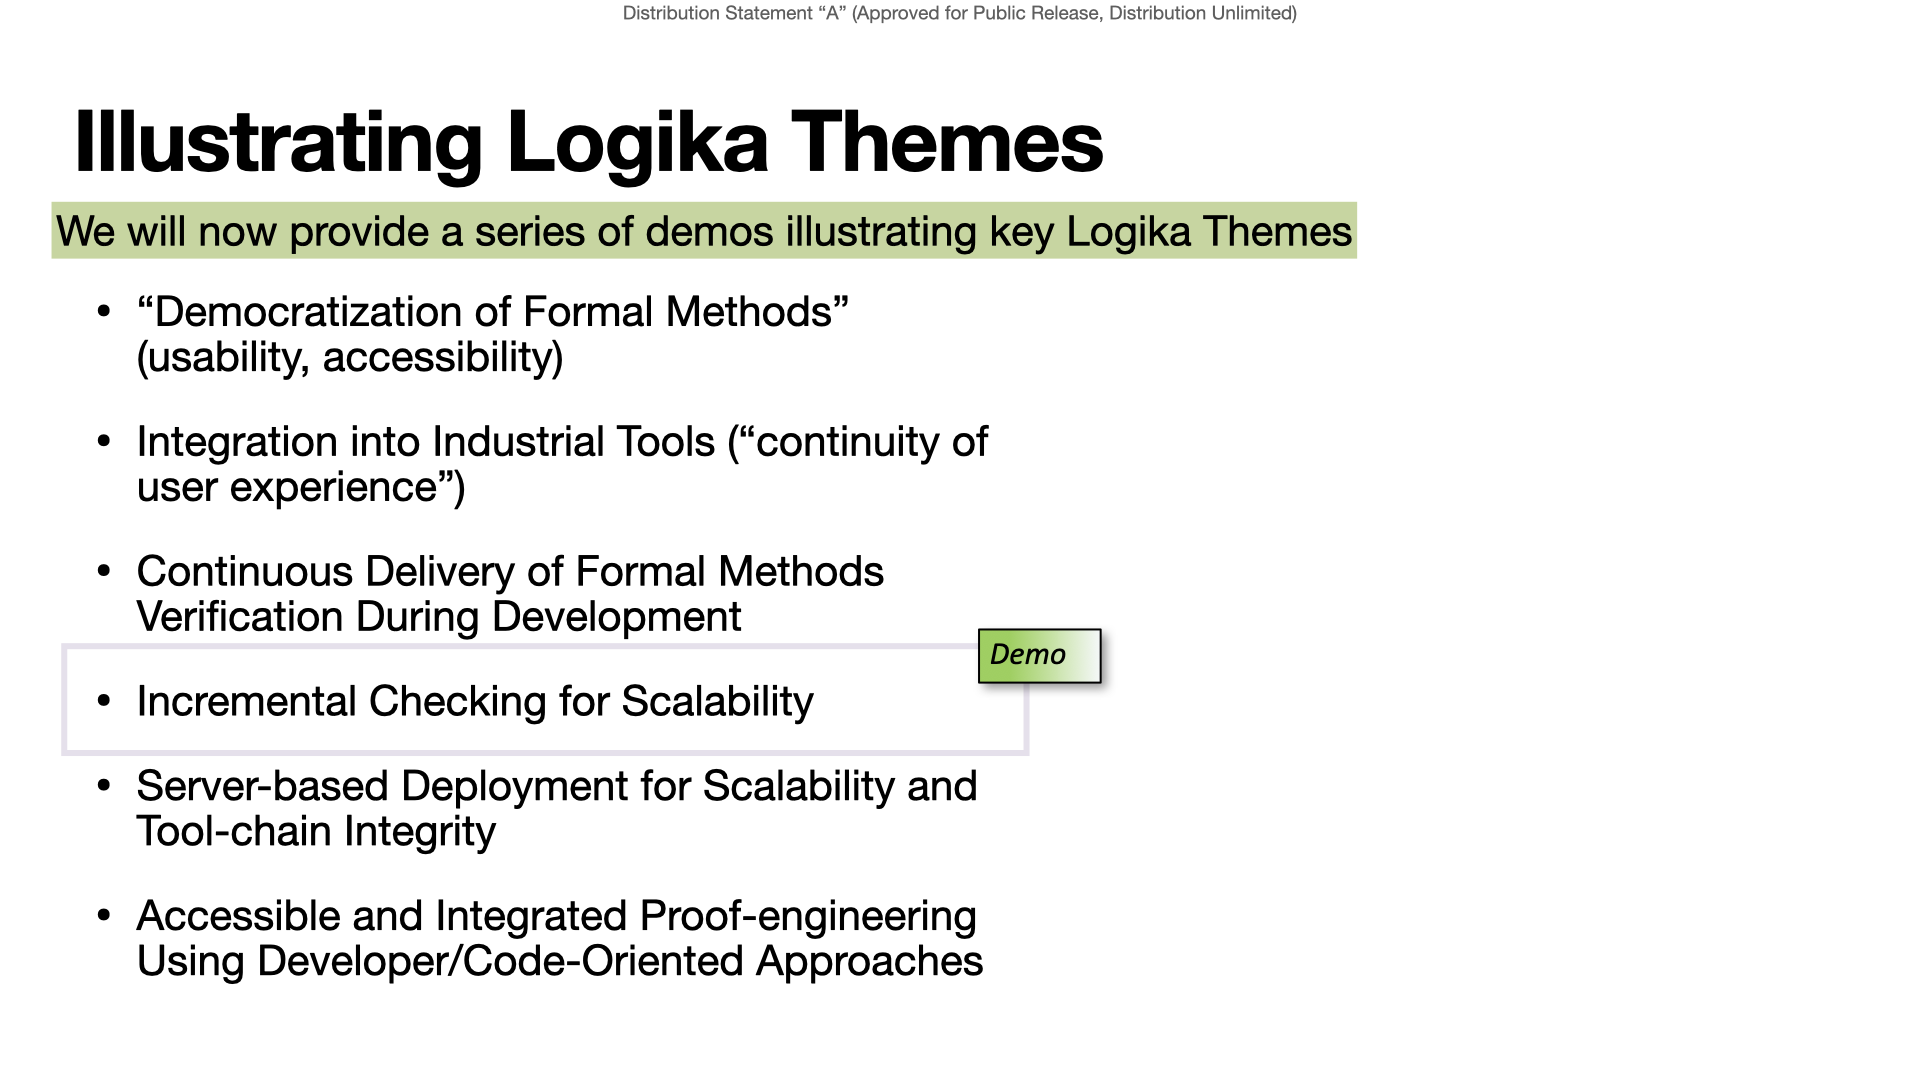 Distribution Statement “A” (Approved for Public Release, Distribution Unlimited)
Illustrating Logika Themes
We will now provide a series of demos illustrating key Logika Themes
• “Democratization of Formal Methods”
(usability, accessibility)
• Integration into Industrial Tools (“continuity of
user experience”)
• Continuous Delivery of Formal Methods
Verification During Development
Demo
• Incremental Checking for Scalability
• Server-based Deployment for Scalability and
Tool-chain Integrity
• Accessible and Integrated Proof-engineering
Using Developer/Code-Oriented Approaches